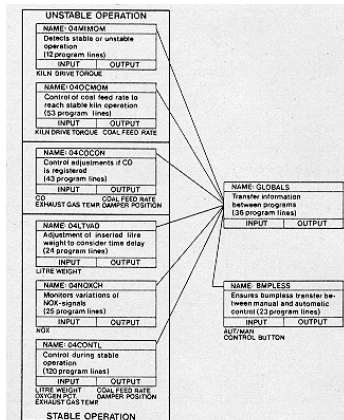 UNSTABLE OPERATION
NAME: 04MIMOM
Detects stable or unstable
operation
(12 program lines)
INPUT OUTPUT
KILN DRIVE TORQUE
NAME: 04OCMOM
Control of coal feed rate to
reach stable kiln operation
(53 program lines)
INPUT OUTPUT
KILN DRIVE TORQUE COAL FEED RATE
NAME: 04COCON
Control adjustments if CO
is registered
(43 program lines)
INPUT OUTPUT
CO COAL FEED RATE
EXHAUST GAS TEMP. DAMPER POSITION
NAME: 04LTVAD
Adjustment of inserted litre
weight to consider time delay
(24 program lines)
INPUT OUTPUT
LITRE WEIGHT
NAME: 04NOXCH
Monitors variations of
NOX-signals
(25 program lines)
INPUT OUTPUT
NOX
NAME: 04CONTL
Control during stable
operation
(120 program lines)
INPUT OUTPUT
LITRE WEIGHT COAL FEED RATE
OXYGEN PCT. DAMPER POSITION
EXHAUST GAS TEMP
STABLE OPERATION
NAME: GLOBALS
Transfer information
between programs
(36 program lines)
INPUT OUTPUT
NAME: BMPLESS
Ensures bumpless transfer be-
tween manual and automatic
control (23 program lines)
INPUT OUTPUT
AUT/MAN
CONTROL BUTTON